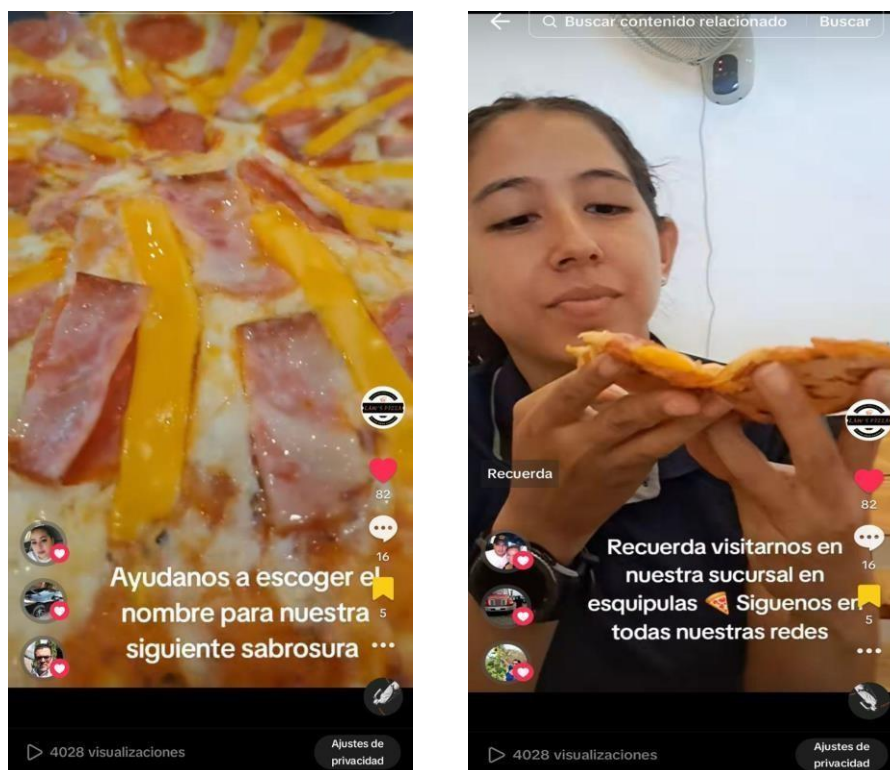 82
16
Ayudanos a escoger el
nombre para nuestra
5
siguiente sabrosura
4028 visualizaciones
Ajustes de
privacidad
Buscar contenido relacionado
Buscar
Recuerda
82
Recuerda visitarnos en
16
nuestra sucursal en
esquipulas 🍕 Siguenos en
5
todas nuestras redes
4028 visualizaciones
Ajustes de
privacidad